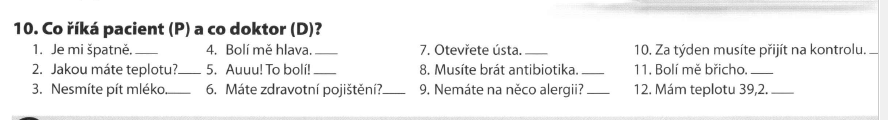 10. Co říká pacient (P) a co doktor (D)?
1. Je mi špatně. ___ 4. Bolí mě hlava. ___ 7. Otevřete ústa. ___ 10. Za týden musíte přijít na kontrolu. _
2. Jakou máte teplotu?___ 5. Auuu! To bolí! ___ 8. Musíte brát antibiotika. ___ 11. Bolí mě břicho. ___
3. Nesmíte pít mléko.___ 6. Máte zdravotní pojištění?___ 9. Nemáte na něco alergii? ___ 12. Mám teplotu 39,2. ___